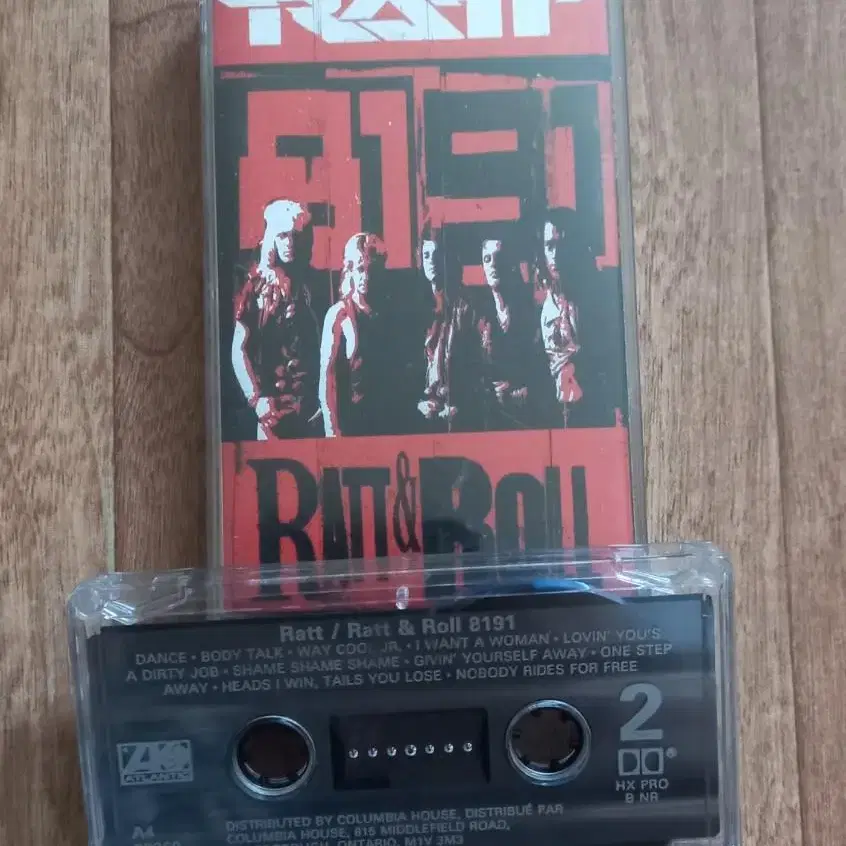 RATT
8191
RATT & ROLL
Ratt / Ratt & Roll 8191
DANCE • BODY TALK • WAY COOL JR. • I WANT A WOMAN • LOVIN' YOU'S
A DIRTY JOB • SHAME SHAME SHAME • GIVIN' YOURSELF AWAY • ONE STEP
AWAY • HEADS I WIN, TAILS YOU LOSE • NOBODY RIDES FOR FREE
2
ATLANTIC
HX PRO
B NR
A4
DISTRIBUTED BY COLUMBIA HOUSE, DISTRIBUÉ PAR
COLUMBIA HOUSE, 815 MIDDLEFIELD ROAD,
ONTARIO, M1V 3M3